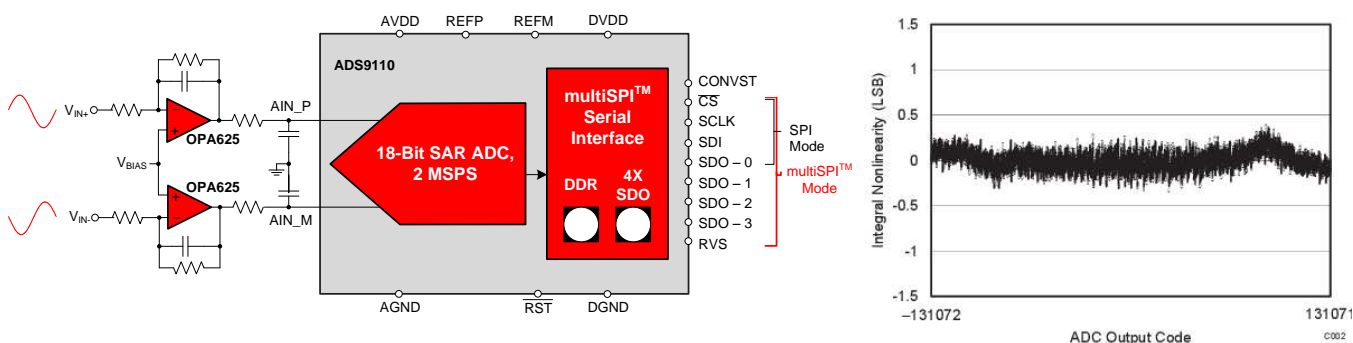 AVDD REFP REFM DVDD
ADS9110
CONVST
CS
SCLK
SDI
SDO – 0
SDO – 1
SDO – 2
SDO – 3
RVS
SPI
Mode
multiSPI™
Mode
multiSPI™
Serial
Interface
DDR
4X
SDO
18-Bit SAR ADC,
2 MSPS
VIN+
OPA625
AIN_P
VBIAS
OPA625
VIN-
AIN_M
AGND RST DGND
Integral Nonlinearity (LSB)
1.5
1
0.5
0
-0.5
-1
-1.5
–131072 131071
ADC Output Code
C002